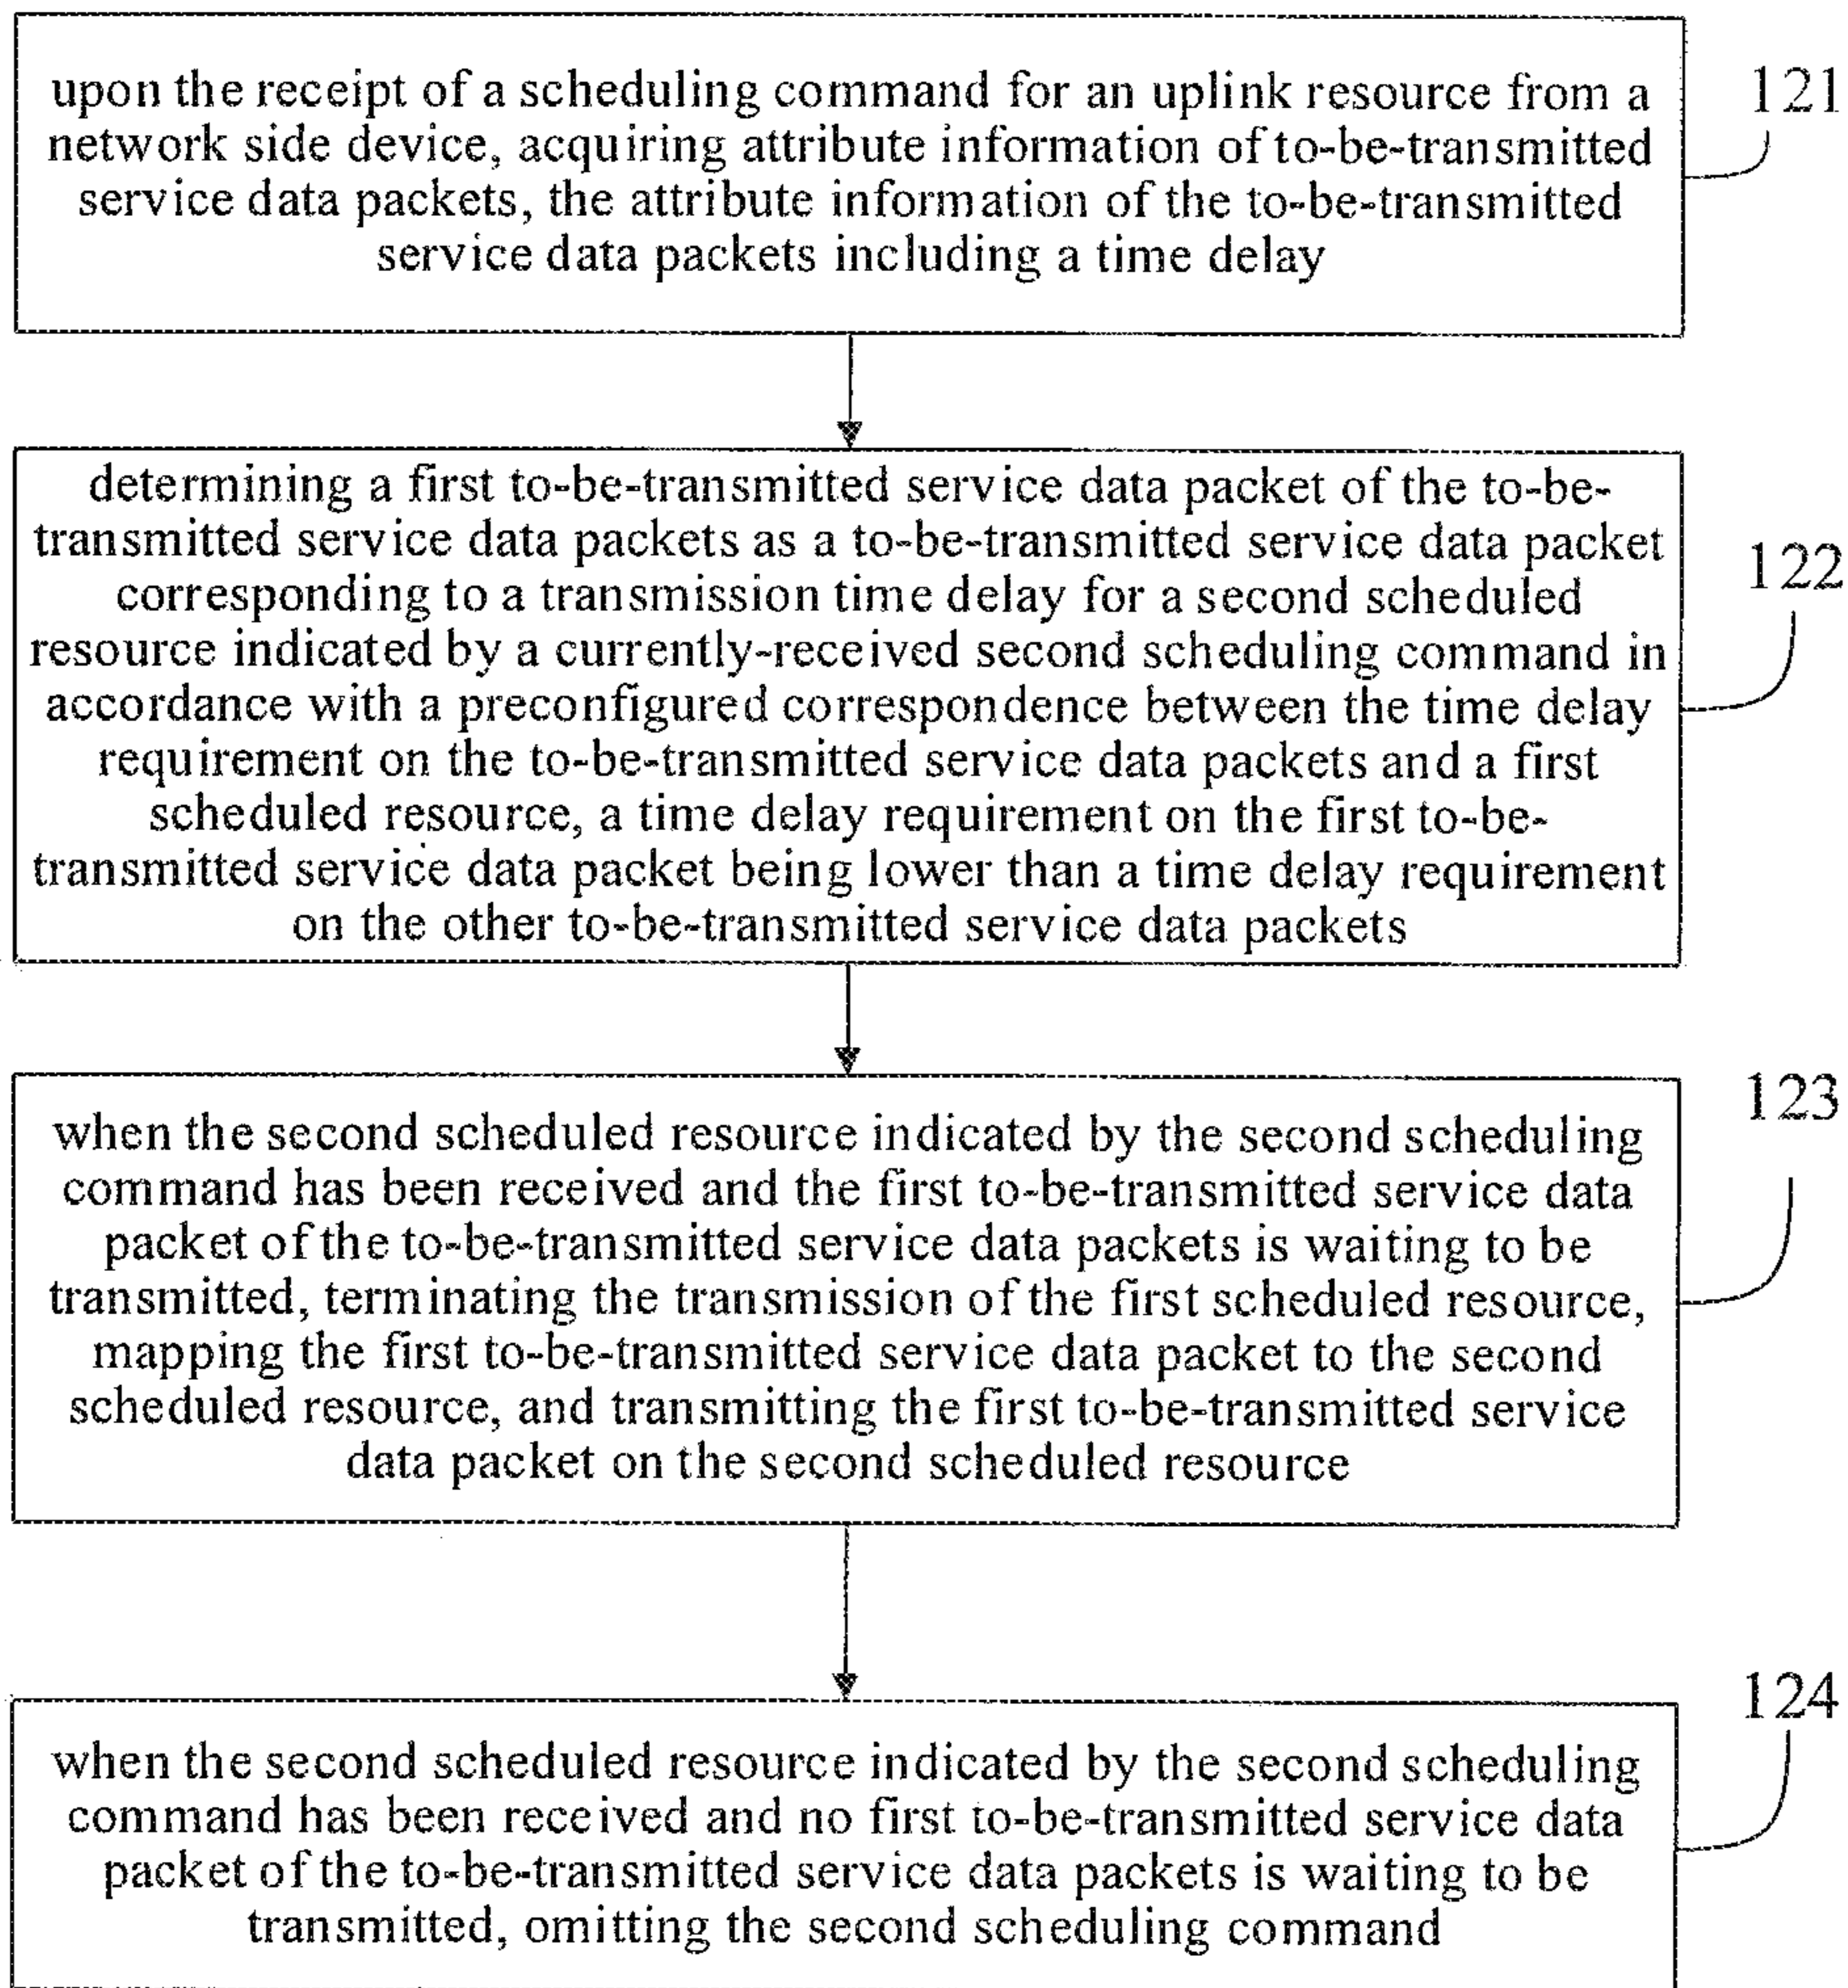 upon the receipt of a scheduling command for an uplink resource from a
network side device, acquiring attribute information of to-be-transmitted
service data packets, the attribute information of the to-be-transmitted
service data packets including a time delay
121
determining a first to-be-transmitted service data packet of the to-be-
transmitted service data packets as a to-be-transmitted service data packet
corresponding to a transmission time delay for a second scheduled
resource indicated by a currently-received second scheduling command in
accordance with a preconfigured correspondence between the time delay
requirement on the to-be-transmitted service data packets and a first
scheduled resource, a time delay requirement on the first to-be-
transmitted service data packet being lower than a time delay requirement
on the other to-be-transmitted service data packets
122
when the second scheduled resource indicated by the second scheduling
command has been received and the first to-be-transmitted service data
packet of the to-be-transmitted service data packets is waiting to be
transmitted, terminating the transmission of the first scheduled resource,
mapping the first to-be-transmitted service data packet to the second
scheduled resource, and transmitting the first to-be-transmitted service
data packet on the second scheduled resource
123
when the second scheduled resource indicated by the second scheduling
command has been received and no first to-be-transmitted service data
packet of the to-be-transmitted service data packets is waiting to be
transmitted, omitting the second scheduling command
124